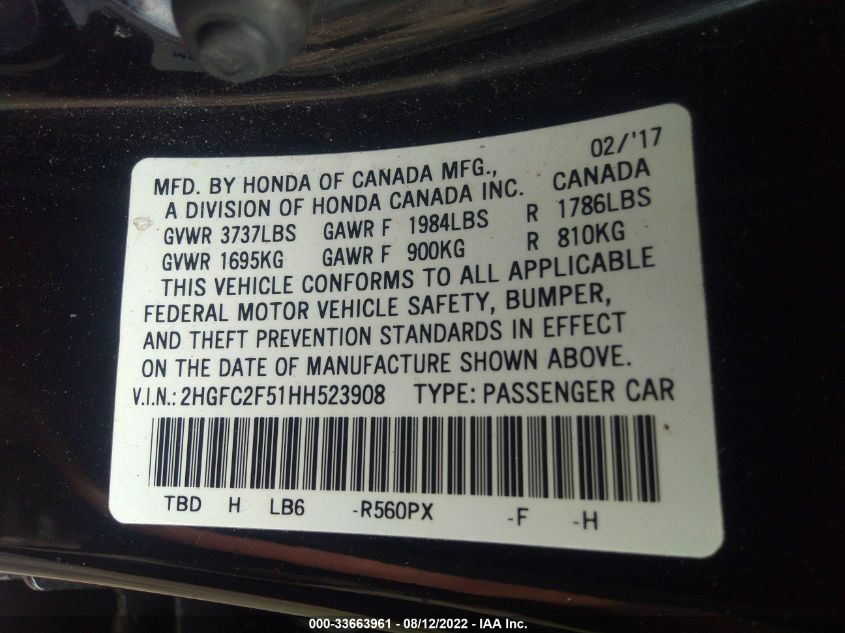 02/'17
MFD. BY HONDA OF CANADA MFG., CANADA
A DIVISION OF HONDA CANADA INC.
GVWR 3737LBS GAWR F 1984LBS R 1786LBS
GVWR 1695KG GAWR F 900KG R 810KG
THIS VEHICLE CONFORMS TO ALL APPLICABLE
FEDERAL MOTOR VEHICLE SAFETY, BUMPER,
AND THEFT PREVENTION STANDARDS IN EFFECT
ON THE DATE OF MANUFACTURE SHOWN ABOVE.
V.I.N.: 2HGFC2F51HH523908 TYPE: PASSENGER CAR
TBD H LB6 -R560PX -F -H
000-33663961 - 08/12/2022 - IAA Inc.